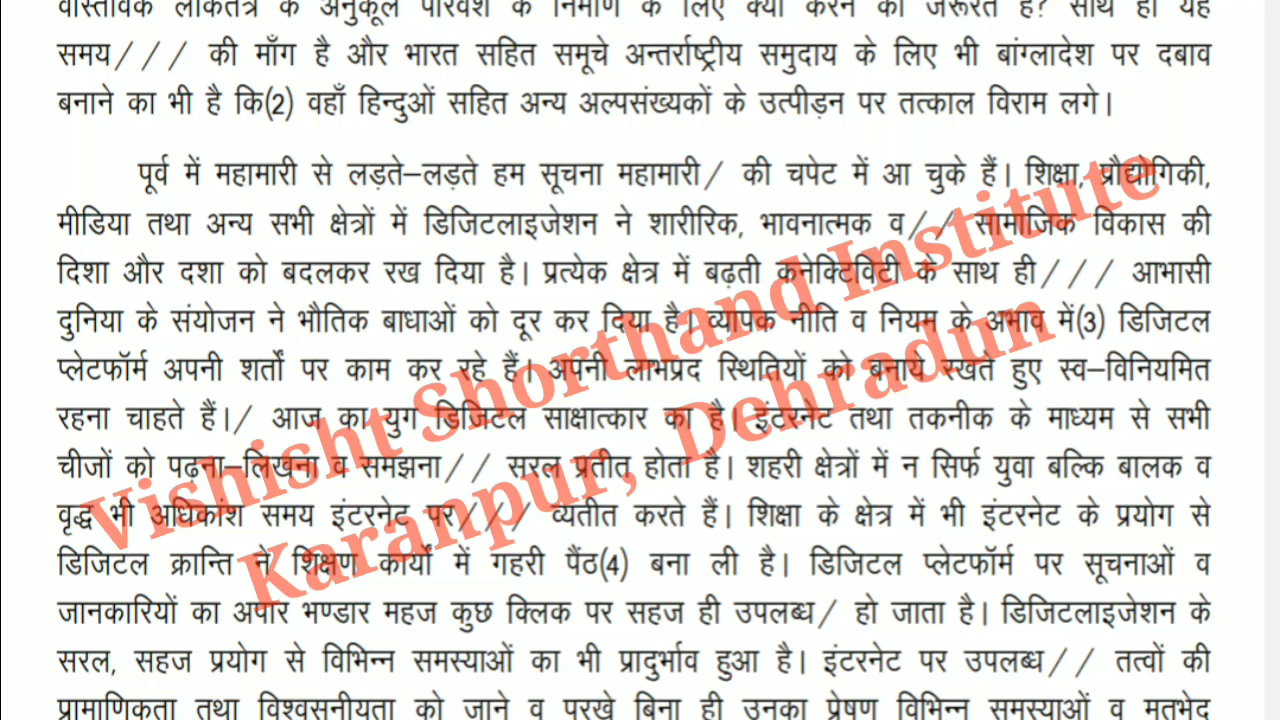 वास्तविक लोकतंत्र के अनुकूल परिवेश के निर्माण के लिए क्या करने की जरूरत है? साथ ही यह
समय/// की माँग है और भारत सहित समूचे अन्तर्राष्ट्रीय समुदाय के लिए भी बांग्लादेश पर दबाव
बनाने का भी है कि(2) वहाँ हिन्दुओं सहित अन्य अल्पसंख्यकों के उत्पीड़न पर तत्काल विराम लगे।
पूर्व में महामारी से लड़ते–लड़ते हम सूचना महामारी/ की चपेट में आ चुके हैं। शिक्षा, प्रौद्योगिकी,
मीडिया तथा अन्य सभी क्षेत्रों में डिजिटलाइजेशन ने शारीरिक, भावनात्मक व// सामाजिक विकास की
दिशा और दशा को बदलकर रख दिया है। प्रत्येक क्षेत्र में बढ़ती कनेक्टिविटी के साथ ही/// आभासी
दुनिया के संयोजन ने भौतिक बाधाओं को दूर कर दिया है। व्यापक नीति व नियम के अभाव में(3) डिजिटल
प्लेटफॉर्म अपनी शर्तों पर काम कर रहे हैं। अपनी लाभप्रद स्थितियों को बनाये रखते हुए स्व–विनियमित
रहना चाहते हैं।/ आज का युग डिजिटल साक्षात्कार का है। इंटरनेट तथा तकनीक के माध्यम से सभी
चीजों को पढ़ना–लिखना व समझना// सरल प्रतीत होता है। शहरी क्षेत्रों में न सिर्फ युवा बल्कि बालक व
वृद्ध भी अधिकांश समय इंटरनेट पर/// व्यतीत करते हैं। शिक्षा के क्षेत्र में भी इंटरनेट के प्रयोग से
डिजिटल क्रान्ति ने शिक्षण कार्यों में गहरी पैंठ(4) बना ली है। डिजिटल प्लेटफॉर्म पर सूचनाओं व
जानकारियों का अपार भण्डार महज कुछ क्लिक पर सहज ही उपलब्ध/ हो जाता है। डिजिटलाइजेशन के
सरल, सहज प्रयोग से विभिन्न समस्याओं का भी प्रादुर्भाव हुआ है। इंटरनेट पर उपलब्ध// तत्वों की
प्रामाणिकता तथा विश्वसनीयता को जाने व परखे बिना ही उनका प्रेषण विभिन्न समस्याओं व मतभेद
Vishisht Shorthand Institute
Karanpur, Dehradun